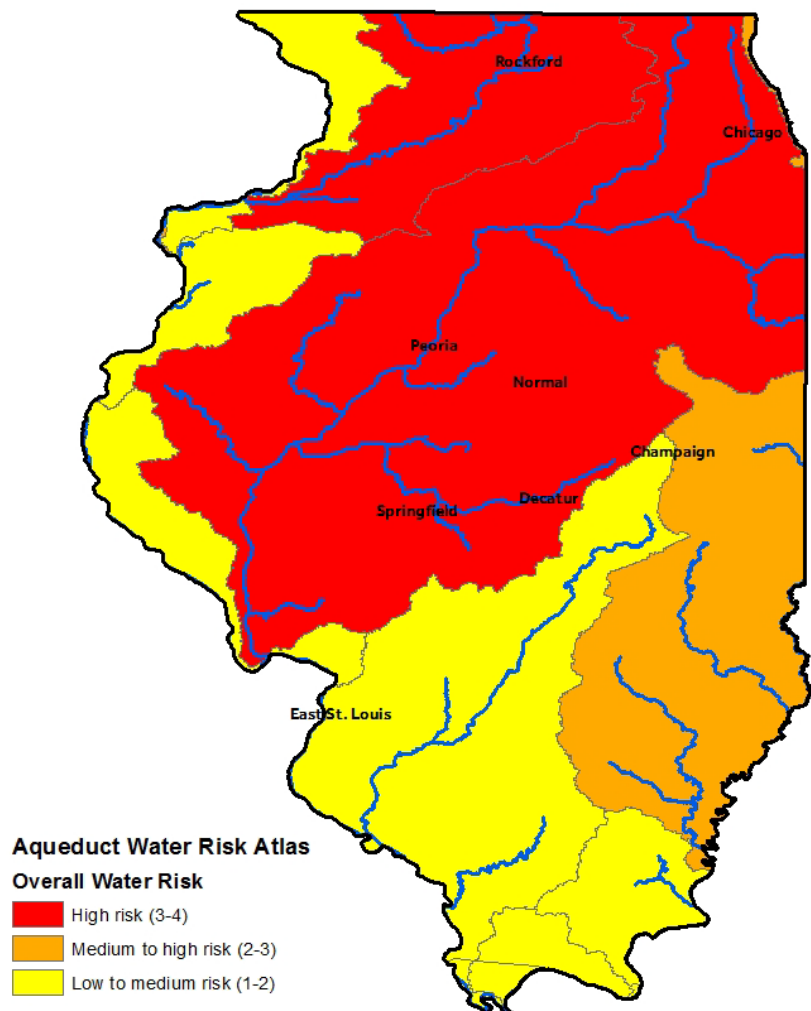 Rockford
Chicago
Peoria
Normal
Champaign
Decatur
Springfield
East St. Louis
Aqueduct Water Risk Atlas
Overall Water Risk
High risk (3-4)
Medium to high risk (2-3)
Low to medium risk (1-2)